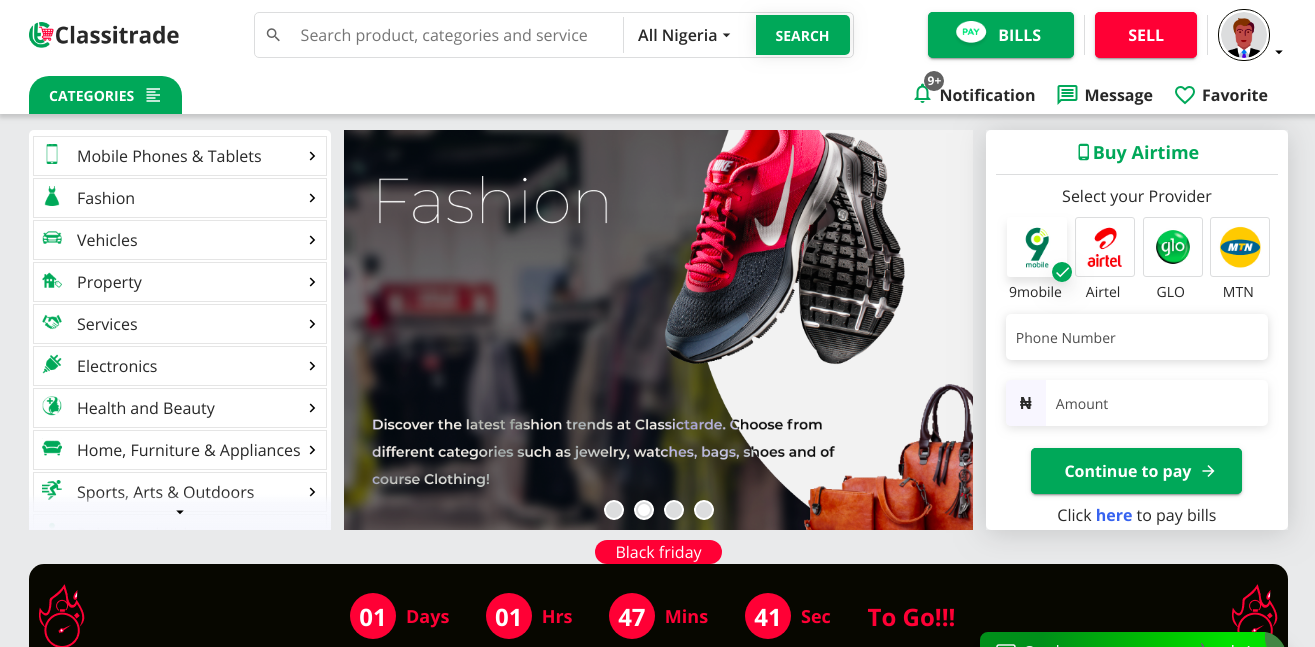 Classitrade
Search product, categories and service
All Nigeria
SEARCH
PAY
BILLS
SELL
CATEGORIES
9+
Notification
Message
Favorite
Mobile Phones & Tablets
Fashion
Vehicles
Property
Services
Electronics
Health and Beauty
Home, Furniture & Appliances
Sports, Arts & Outdoors
Fashion
Discover the latest fashion trends at Classictarde. Choose from
different categories such as jewelry, watches, bags, shoes and of
course Clothing!
Buy Airtime
Select your Provider
9mobile
airtel
glo
MTN
9mobile Airtel GLO MTN
Phone Number
₦ Amount
Continue to pay
Click here to pay bills
Black friday
01 Days 01 Hrs 47 Mins 41 Sec To Go!!!